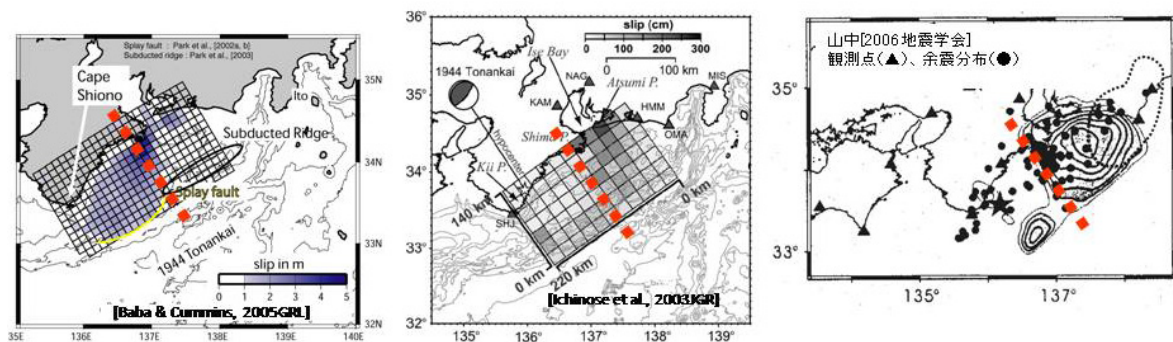 Splay fault : Park et al., [2002a, b]
Subducted ridge : Park et al., [2003]
Cape
Shiono
Ito
Subducted Ridge
Splay fault
1944 Tonankai
slip in m
0 1 2 3 4 5
[Baba & Cummins, 2005GRL]
35N
34N
33N
32N
35E 136E 137E 138E 139E 140E
slip (cm)
0 100 200 300
0 100
km
Ise Bay
1944 Tonankai
NAG
Atsumi P.
MIS
KAM
HMM
OMA
Shima P.
hypocenter
Kii P.
140 km
SHJ
0 km
0 km
220 km
[Ichinose et al., 2003JGR]
36°
35°
34°
33°
32°
135° 136° 137° 138° 139°
山中[2006 地震学会]
観測点(▲)、余震分布(●)
35°
33°
135° 137°